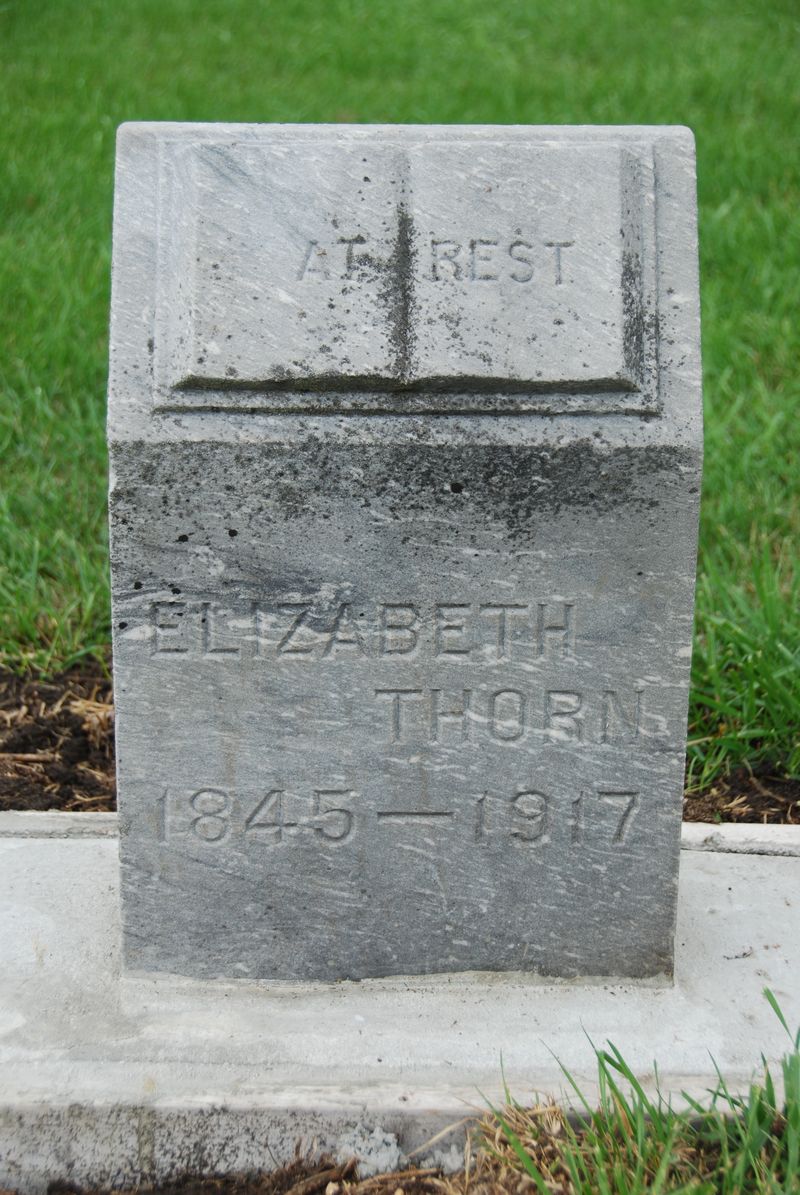 AT REST
ELIZABETH
THORN
1845—1917